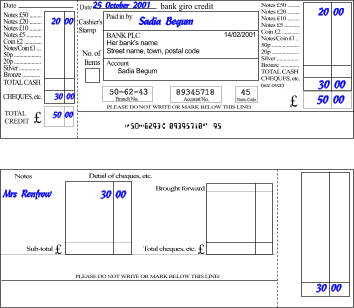 Date
Notes £50
Notes £20
Notes £10
Notes £5
Coin £2
Notes/Coin £1
50p
20p
Silver
Bronze
TOTAL CASH
CHEQUES, etc.
TOTAL CREDIT £
20 00
30 00
50 00
Date 25 October 2001 bank giro credit
Cashier's Stamp
Paid in by Sadia Begum
BANK PLC 14/02/2001
Her bank's name
Street name, town, postal code
No. of Items
Account
Sadia Begum
50-62-43 89345718 45
Branch No. Account No. Trans. Code
PLEASE DO NOT WRITE OR MARK BELOW THIS LINE
Notes £50
Notes £20
Notes £10
Notes £5
Coin £2
Notes/Coin £1
50p
20p
Silver
Bronze
TOTAL CASH
CHEQUES, etc.
(see over)
£
20 00
30 00
50 00
Notes Detail of cheques, etc.
Mrs Renfrow 30 00
Brought forward
Sub-total £ Total cheques, etc. £
PLEASE DO NOT WRITE OR MARK BELOW THIS LINE
30 00